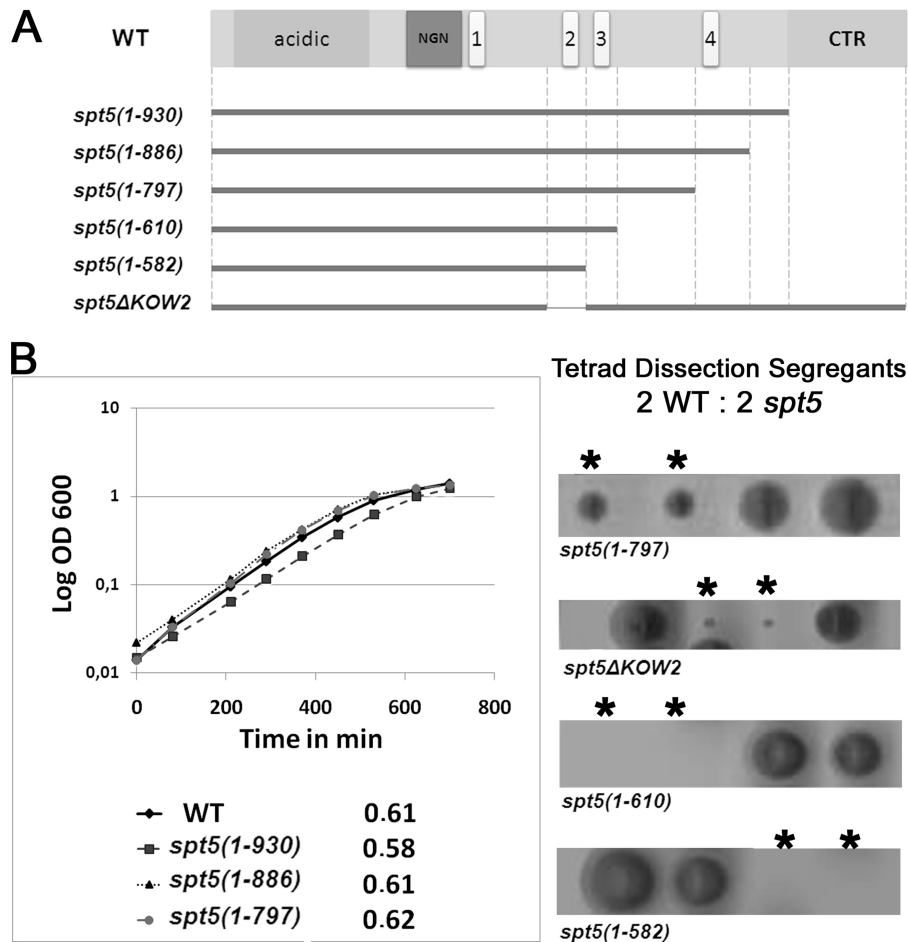 A
WT
acidic NGN 1 2 3 4 CTR
spt5(1-930)
spt5(1-886)
spt5(1-797)
spt5(1-610)
spt5(1-582)
spt5ΔKOW2
B
Log OD 600
10
1
0,1
0,01
0 200 400 600 800
Time in min
WT 0.61
spt5(1-930) 0.58
spt5(1-886) 0.61
spt5(1-797) 0.62
Tetrad Dissection Segregants
2 WT : 2 spt5
* *
spt5(1-797)
* *
spt5ΔKOW2
* *
spt5(1-610)
* *
spt5(1-582)